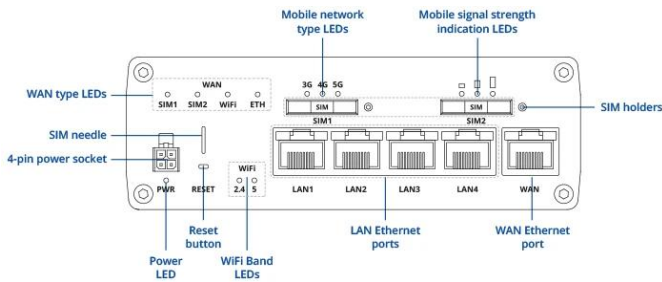 Mobile network
type LEDs
Mobile signal strength
indication LEDs
WAN type LEDs
WAN
SIM1 SIM2 WiFi ETH
3G 4G 5G
SIM
SIM1
SIM
SIM2
SIM holders
SIM needle
4-pin power socket
PWR
RESET
WiFi
2.4 5
LAN1 LAN2 LAN3 LAN4 WAN
Reset
button
LAN Ethernet
ports
WAN Ethernet
port
Power
LED
WiFi Band
LEDs